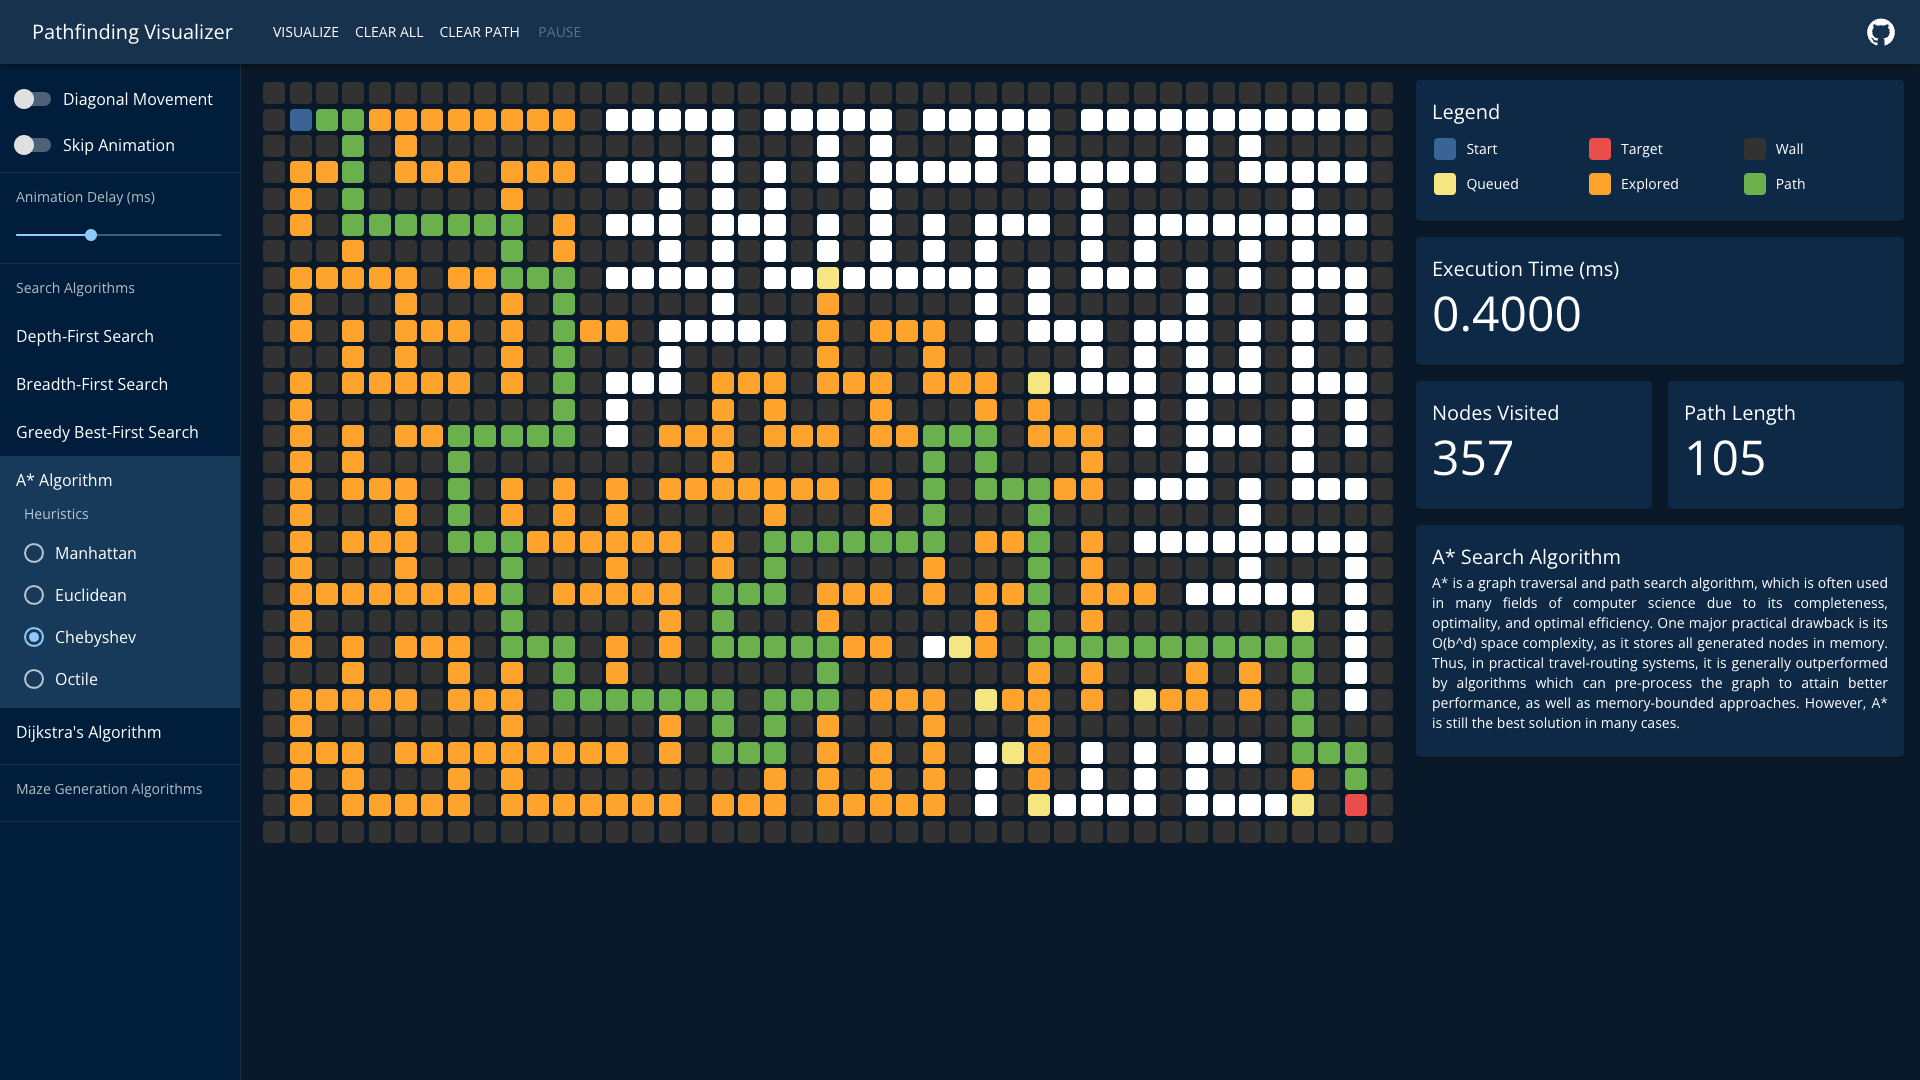 Pathfinding Visualizer
VISUALIZE CLEAR ALL CLEAR PATH PAUSE
Diagonal Movement
Skip Animation
Animation Delay (ms)
Search Algorithms
Depth-First Search
Breadth-First Search
Greedy Best-First Search
A* Algorithm
Heuristics
Manhattan
Euclidean
Chebyshev
Octile
Dijkstra's Algorithm
Maze Generation Algorithms
Legend
Start Target Wall
Queued Explored Path
Execution Time (ms)
0.4000
Nodes Visited
357
Path Length
105
A* Search Algorithm
A* is a graph traversal and path search algorithm, which is often used
in many fields of computer science due to its completeness,
optimality, and optimal efficiency. One major practical drawback is its
O(b^d) space complexity, as it stores all generated nodes in memory.
Thus, in practical travel-routing systems, it is generally outperformed
by algorithms which can pre-process the graph to attain better
performance, as well as memory-bounded approaches. However, A*
is still the best solution in many cases.